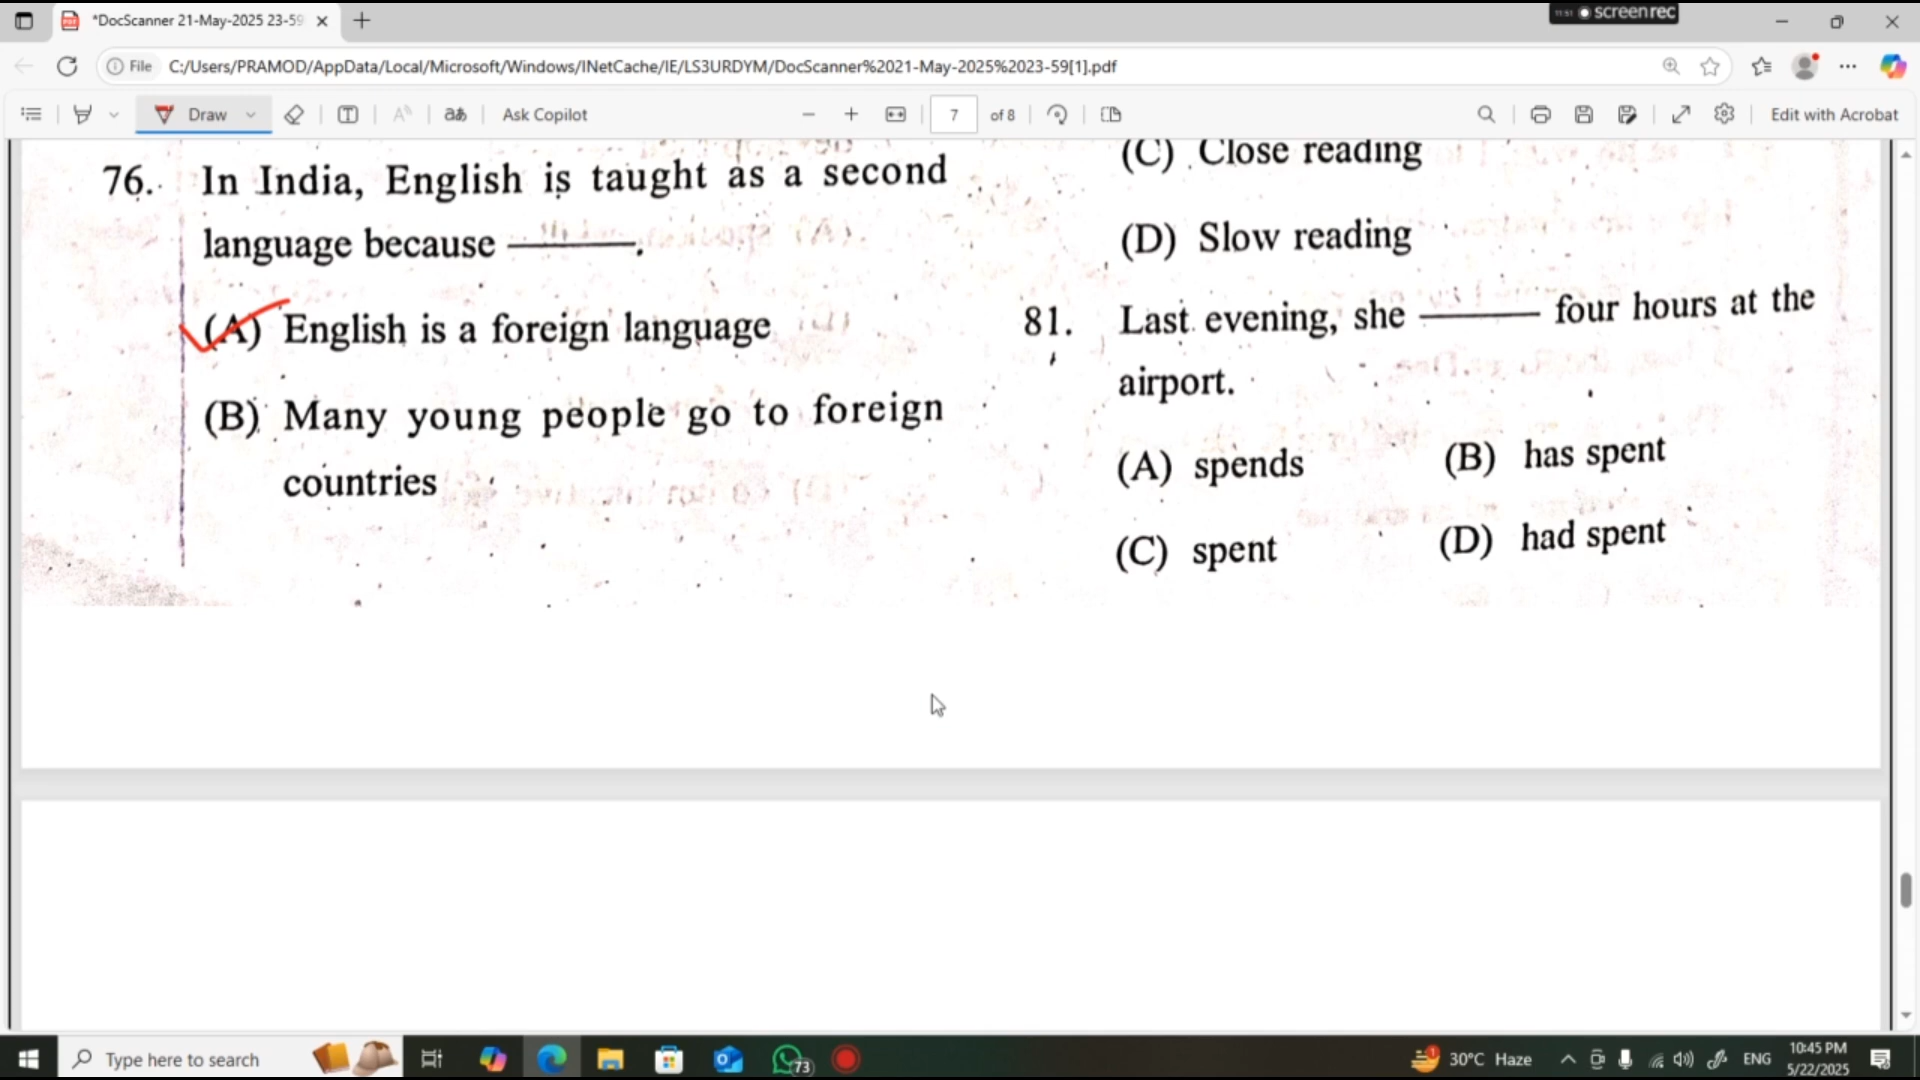 *DocScanner 21-May-2025 23-59
11:51 screenrec
File C:/Users/PRAMOD/AppData/Local/Microsoft/Windows/INetCache/IE/LS3URDYM/DocScanner%2021-May-2025%2023-59[1].pdf
Draw
Ask Copilot
7 of 8
Edit with Acrobat
76. In India, English is taught as a second
language because ———.
(A) English is a foreign language
(B) Many young people go to foreign
countries
(C) Close reading
(D) Slow reading
81. Last evening, she ——— four hours at the
airport.
(A) spends (B) has spent
(C) spent (D) had spent
Type here to search
73
30°C Haze
ENG
10:45 PM
5/22/2025